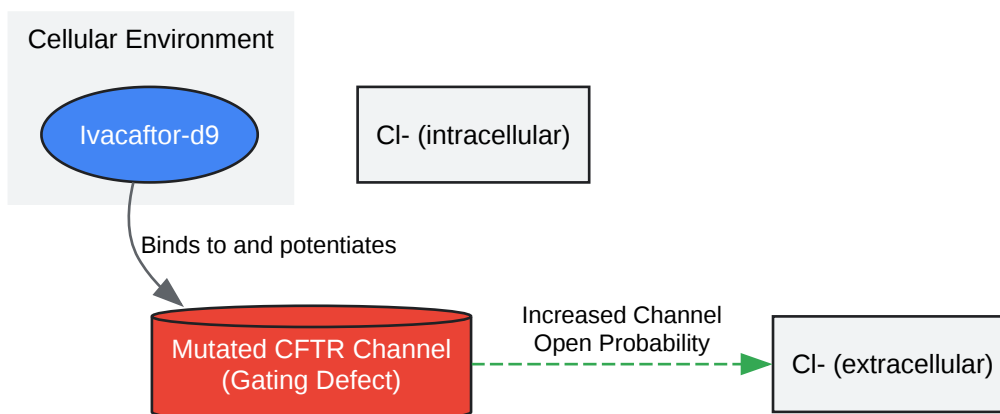 Cellular Environment
Ivacaftor-d9
Cl- (intracellular)
Binds to and potentiates
Increased Channel
Open Probability
Mutated CFTR Channel
(Gating Defect)
Cl- (extracellular)